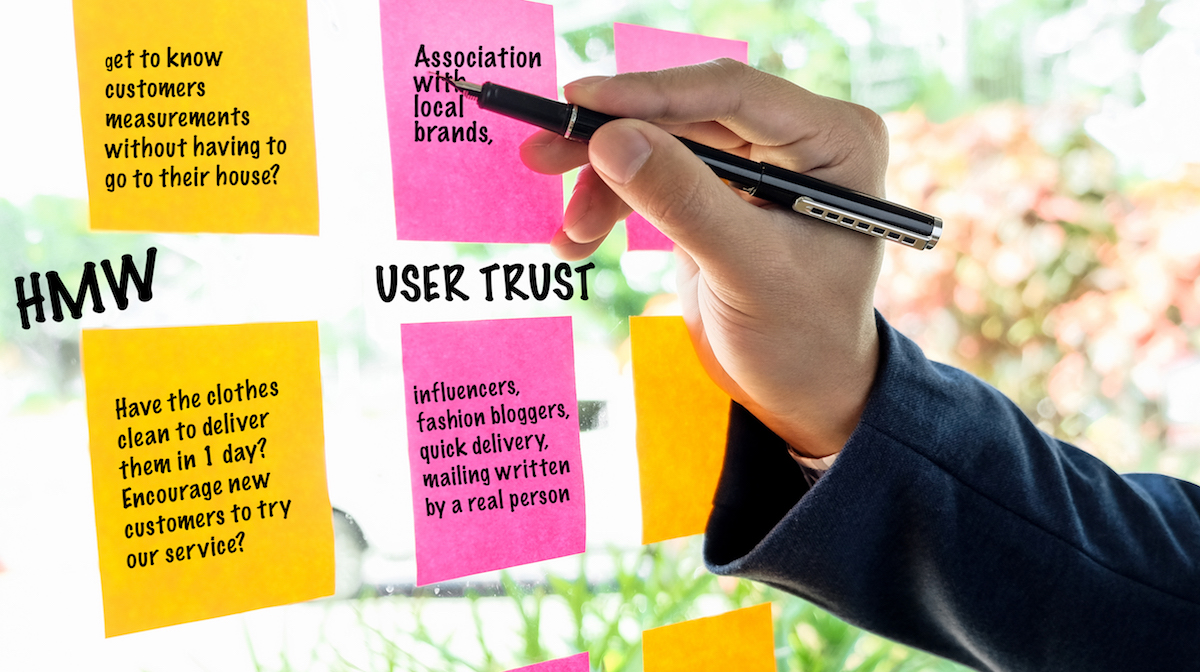 get to know
customers
measurements
without having to
go to their house?
HMW
Have the clothes
clean to deliver
them in 1 day?
Encourage new
customers to try
our service?
Association
with
local
brands,
USER TRUST
influencers,
fashion bloggers,
quick delivery,
mailing written
by a real person